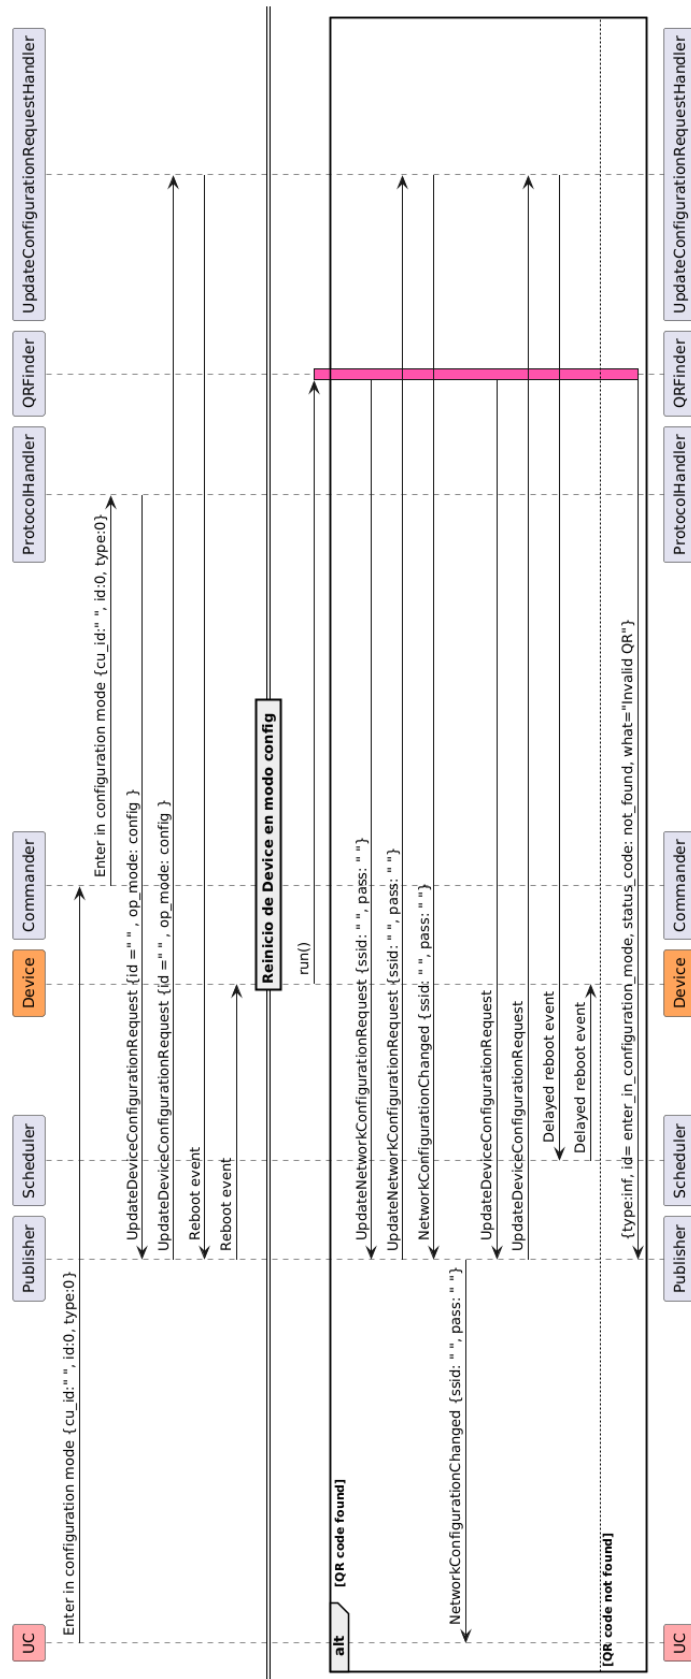 UC
Publisher
Scheduler
Device
Commander
ProtocolHandler
QRFinder
UpdateConfigurationRequestHandler
Enter in configuration mode {cu_id:" ", id:0, type:0}
Enter in configuration mode {cu_id:" ", id:0, type:0}
UpdateDeviceConfigurationRequest {id =" " , op_mode: config }
UpdateDeviceConfigurationRequest {id =" " , op_mode: config }
Reboot event
Reboot event
Reinicio de Device en modo config
run()
alt
[QR code found]
UpdateNetworkConfigurationRequest {ssid: " ", pass: " "}
UpdateNetworkConfigurationRequest {ssid: " ", pass: " "}
NetworkConfigurationChanged {ssid: " ", pass: " "}
NetworkConfigurationChanged {ssid: " ", pass: " "}
UpdateDeviceConfigurationRequest
UpdateDeviceConfigurationRequest
Delayed reboot event
Delayed reboot event
[QR code not found]
{type:inf, id= enter_in_configuration_mode, status_code: not_found, what="Invalid QR"}
UC
Publisher
Scheduler
Device
Commander
ProtocolHandler
QRFinder
UpdateConfigurationRequestHandler